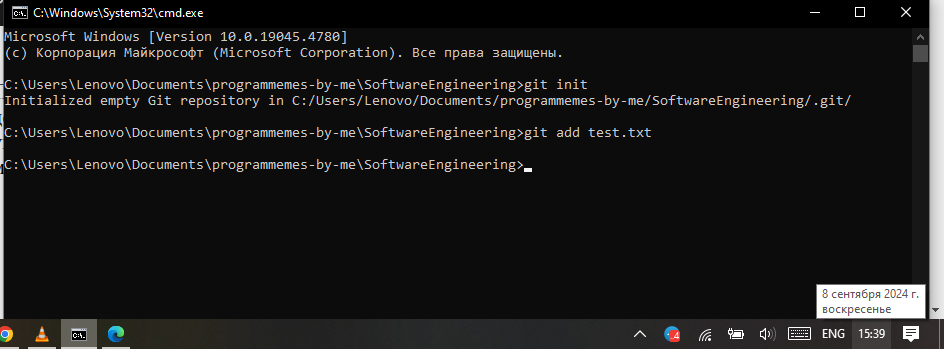 C:\Windows\System32\cmd.exe
Microsoft Windows [Version 10.0.19045.4780]
(c) Корпорация Майкрософт (Microsoft Corporation). Все права защищены.
C:\Users\Lenovo\Documents\programmemes-by-me\SoftwareEngineering>git init
Initialized empty Git repository in C:/Users/Lenovo/Documents/programmemes-by-me/SoftwareEngineering/.git/
C:\Users\Lenovo\Documents\programmemes-by-me\SoftwareEngineering>git add test.txt
C:\Users\Lenovo\Documents\programmemes-by-me\SoftwareEngineering>
8 сентября 2024 г.
воскресенье
ENG 15:39